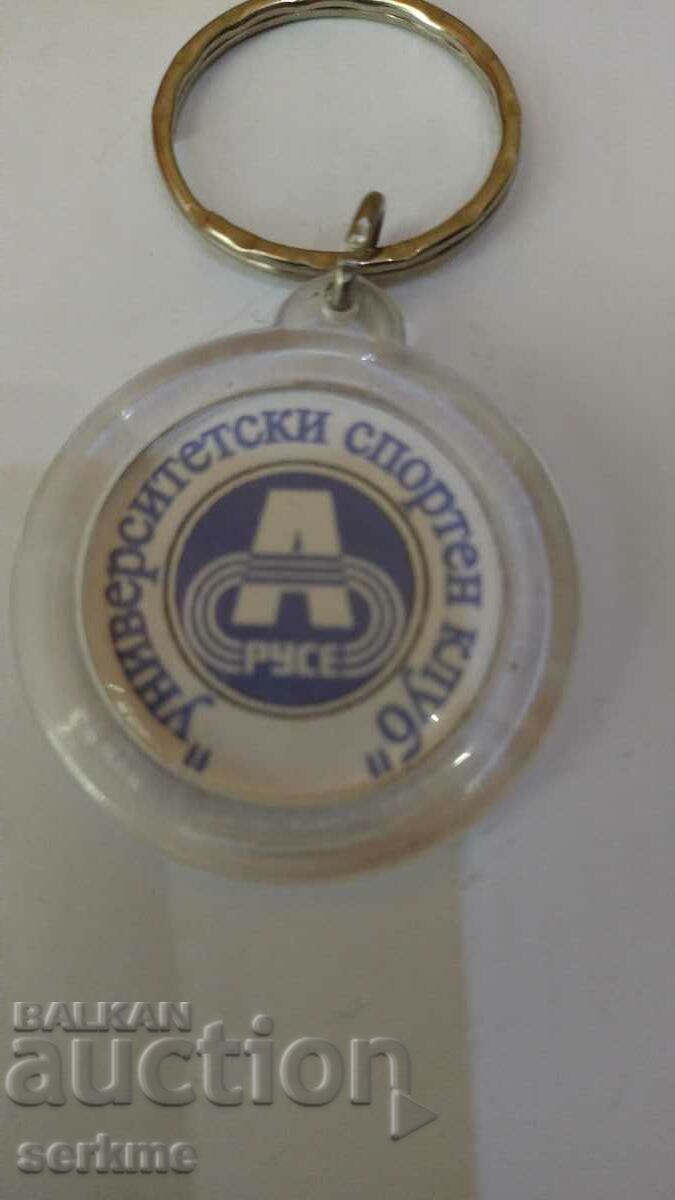 "УНИВЕРСИТЕТСКИ СПОРТЕН КЛУБ"
А
РУСЕ
BALKAN
auction
serkme